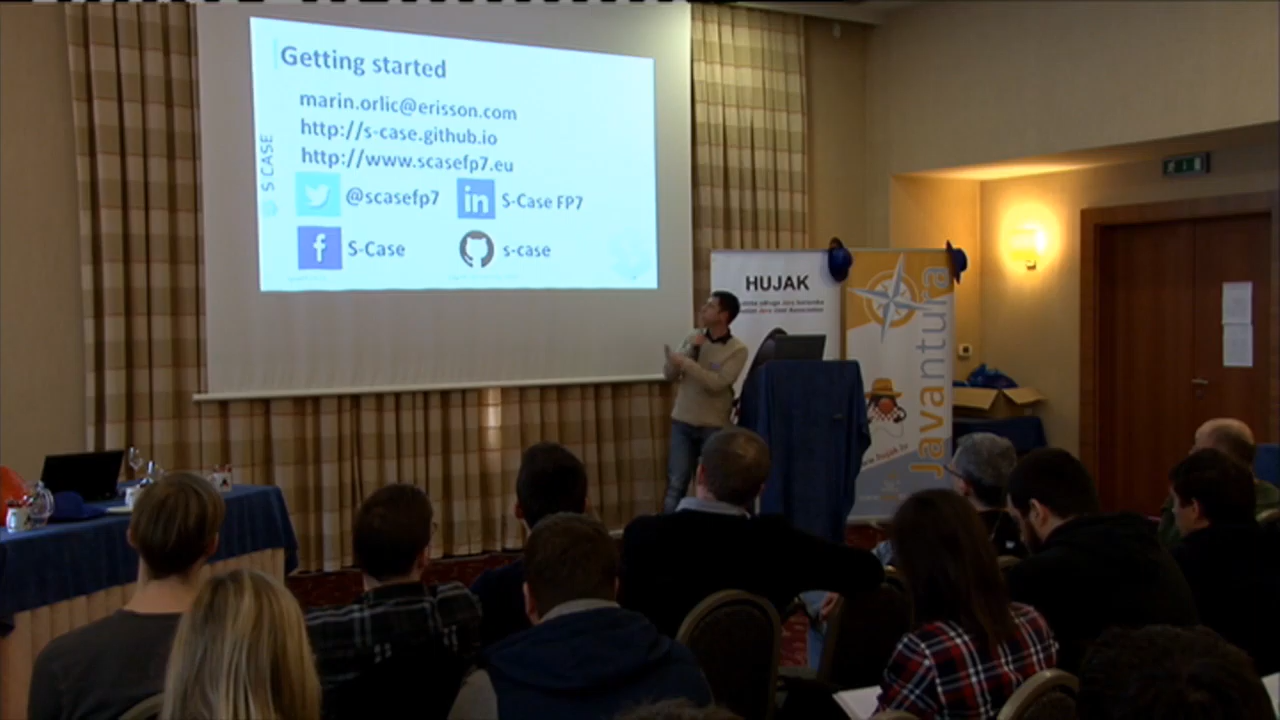 Getting started
marin.orlic@erisson.com
http://s-case.github.io
http://www.scasefp7.eu
@scasefp7
S-Case FP7
S-Case
s-case
S CASE
HUJAK
Javantura